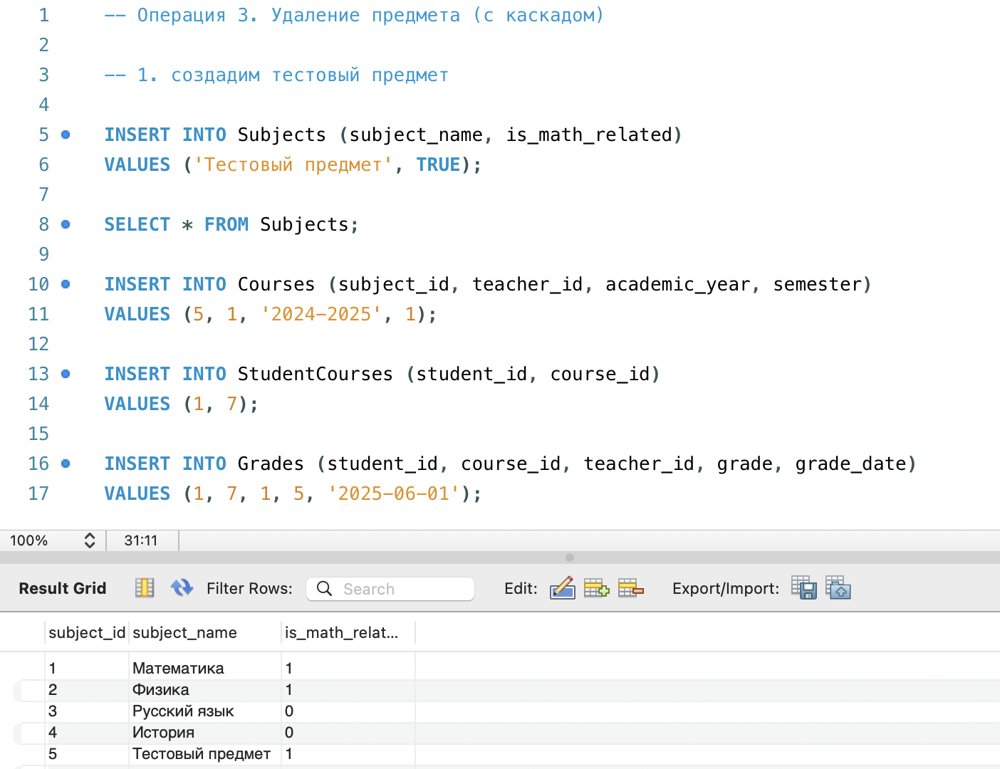 1 -- Операция 3. Удаление предмета (с каскадом)
2
3 -- 1. создадим тестовый предмет
4
5 INSERT INTO Subjects (subject_name, is_math_related)
6 VALUES ('Тестовый предмет', TRUE);
7
8 SELECT * FROM Subjects;
9
10 INSERT INTO Courses (subject_id, teacher_id, academic_year, semester)
11 VALUES (5, 1, '2024-2025', 1);
12
13 INSERT INTO StudentCourses (student_id, course_id)
14 VALUES (1, 7);
15
16 INSERT INTO Grades (student_id, course_id, teacher_id, grade, grade_date)
17 VALUES (1, 7, 1, 5, '2025-06-01');
100% 31:11
Result Grid Filter Rows: Search Edit: Export/Import:
subject_id subject_name is_math_relat...
1 Математика 1
2 Физика 1
3 Русский язык 0
4 История 0
5 Тестовый предмет 1